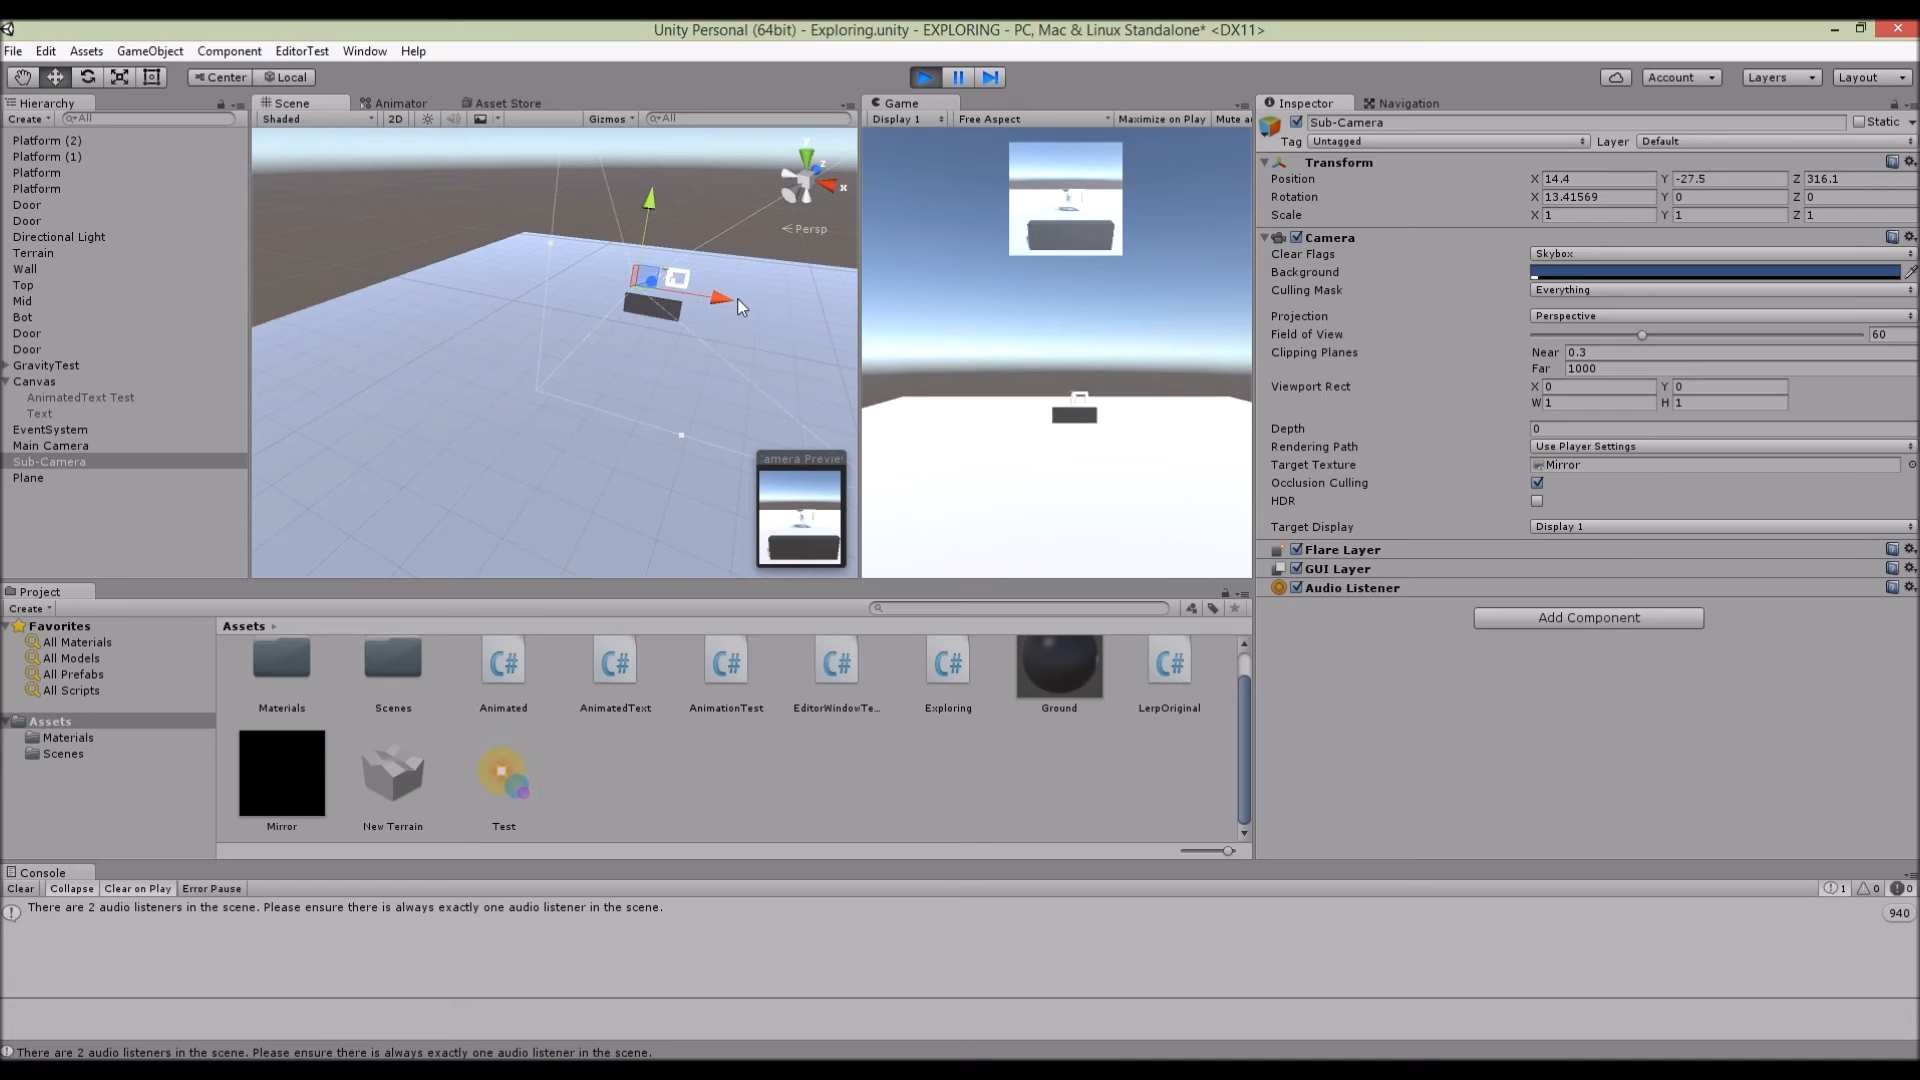 Unity Personal (64bit) - Exploring.unity - EXPLORING - PC, Mac & Linux Standalone* <DX11>
File Edit Assets GameObject Component EditorTest Window Help
Center Local
Account Layers Layout
Hierarchy
Create All
Platform (2)
Platform (1)
Platform
Platform
Door
Door
Directional Light
Terrain
Wall
Top
Mid
Bot
Door
Door
GravityTest
Canvas
AnimatedText Test
Text
EventSystem
Main Camera
Sub-Camera
Plane
Scene Animator Asset Store
Shaded 2D Gizmos All
y
z
x
Persp
amera Previe
Game
Display 1 Free Aspect Maximize on Play Mute a
Inspector Navigation
Sub-Camera Static
Tag Untagged Layer Default
Transform
Position X 14.4 Y -27.5 Z 316.1
Rotation X 13.41569 Y 0 Z 0
Scale X 1 Y 1 Z 1
Camera
Clear Flags Skybox
Background
Culling Mask Everything
Projection Perspective
Field of View 60
Clipping Planes Near 0.3
Far 1000
Viewport Rect X 0 Y 0
W 1 H 1
Depth 0
Rendering Path Use Player Settings
Target Texture Mirror
Occlusion Culling
HDR
Target Display Display 1
Flare Layer
GUI Layer
Audio Listener
Add Component
Project
Create
Favorites
All Materials
All Models
All Prefabs
All Scripts
Assets
Materials
Scenes
Assets
C# C# C# C# C# C#
Materials Scenes Animated AnimatedText AnimationTest EditorWindowTe... Exploring Ground LerpOriginal
Mirror New Terrain Test
Console
Clear Collapse Clear on Play Error Pause 1 0 0
There are 2 audio listeners in the scene. Please ensure there is always exactly one audio listener in the scene. 940
There are 2 audio listeners in the scene. Please ensure there is always exactly one audio listener in the scene.